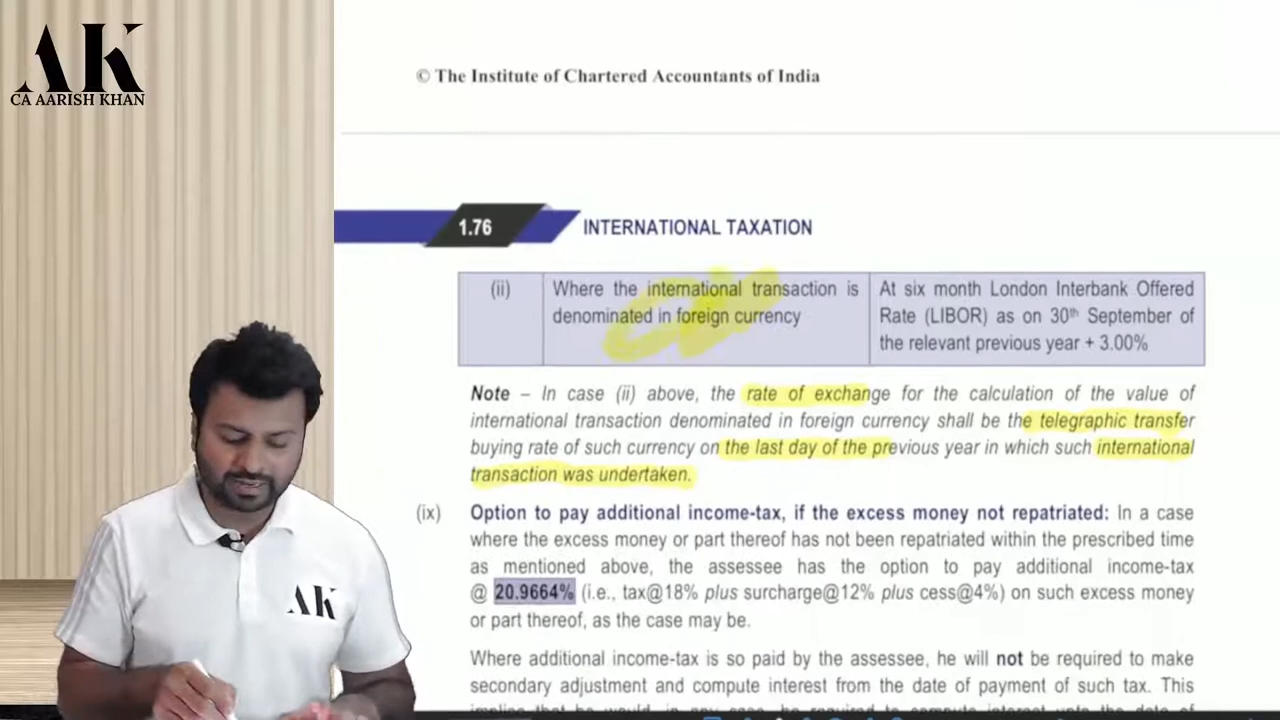 AK
CA AARISH KHAN
© The Institute of Chartered Accountants of India
1.76 INTERNATIONAL TAXATION
(ii) Where the international transaction is denominated in foreign currency
At six month London Interbank Offered Rate (LIBOR) as on 30th September of the relevant previous year + 3.00%
Note – In case (ii) above, the rate of exchange for the calculation of the value of
international transaction denominated in foreign currency shall be the telegraphic transfer
buying rate of such currency on the last day of the previous year in which such international
transaction was undertaken.
(ix) Option to pay additional income-tax, if the excess money not repatriated: In a case
where the excess money or part thereof has not been repatriated within the prescribed time
as mentioned above, the assessee has the option to pay additional income-tax
@ 20.9664% (i.e., tax@18% plus surcharge@12% plus cess@4%) on such excess money
or part thereof, as the case may be.
Where additional income-tax is so paid by the assessee, he will not be required to make
secondary adjustment and compute interest from the date of payment of such tax. This
AK